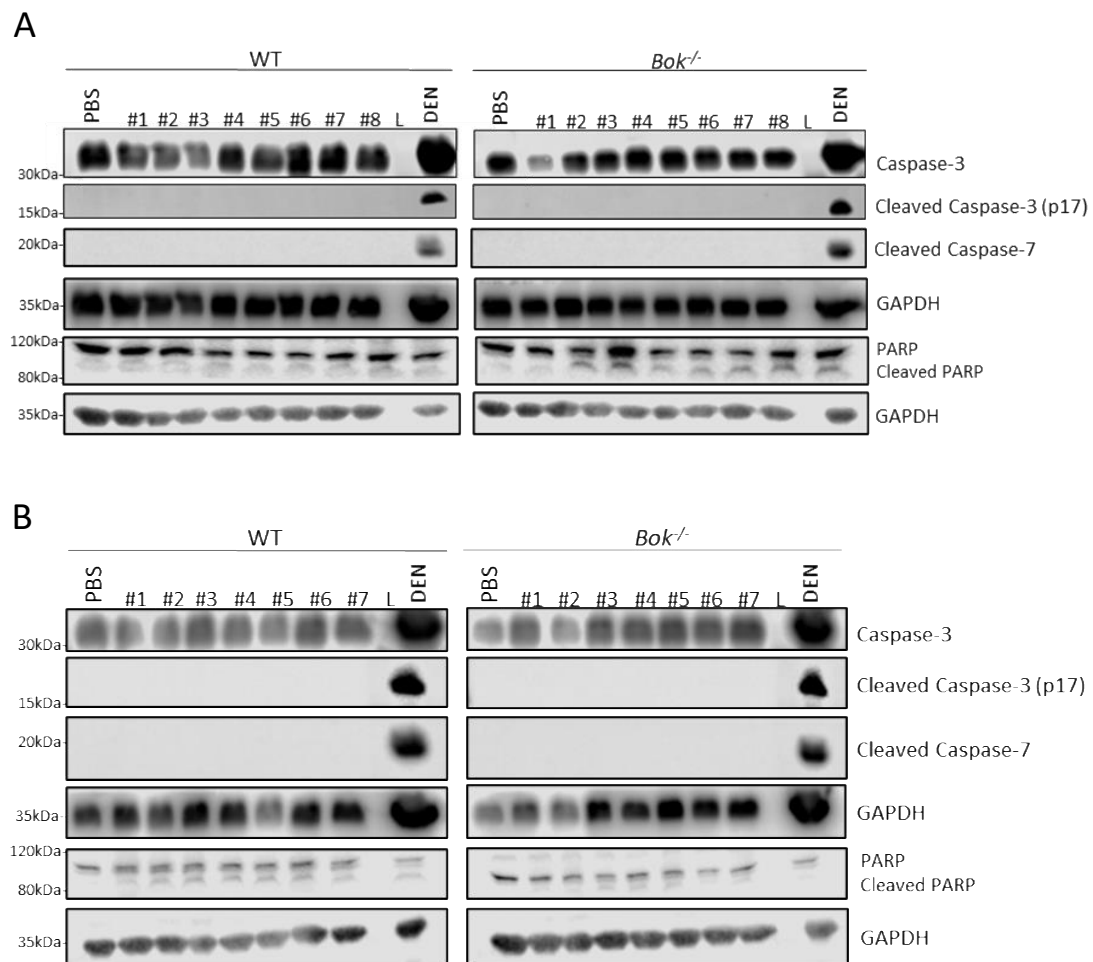 A
WT
Bok-/-
PBS #1 #2 #3 #4 #5 #6 #7 #8 L DEN
PBS #1 #2 #3 #4 #5 #6 #7 #8 L DEN
30kDa
Caspase-3
15kDa
Cleaved Caspase-3 (p17)
20kDa
Cleaved Caspase-7
35kDa
GAPDH
120kDa
PARP
80kDa
Cleaved PARP
35kDa
GAPDH
B
WT
Bok-/-
PBS #1 #2 #3 #4 #5 #6 #7 L DEN
PBS #1 #2 #3 #4 #5 #6 #7 L DEN
30kDa
Caspase-3
15kDa
Cleaved Caspase-3 (p17)
20kDa
Cleaved Caspase-7
35kDa
GAPDH
120kDa
PARP
80kDa
Cleaved PARP
35kDa
GAPDH